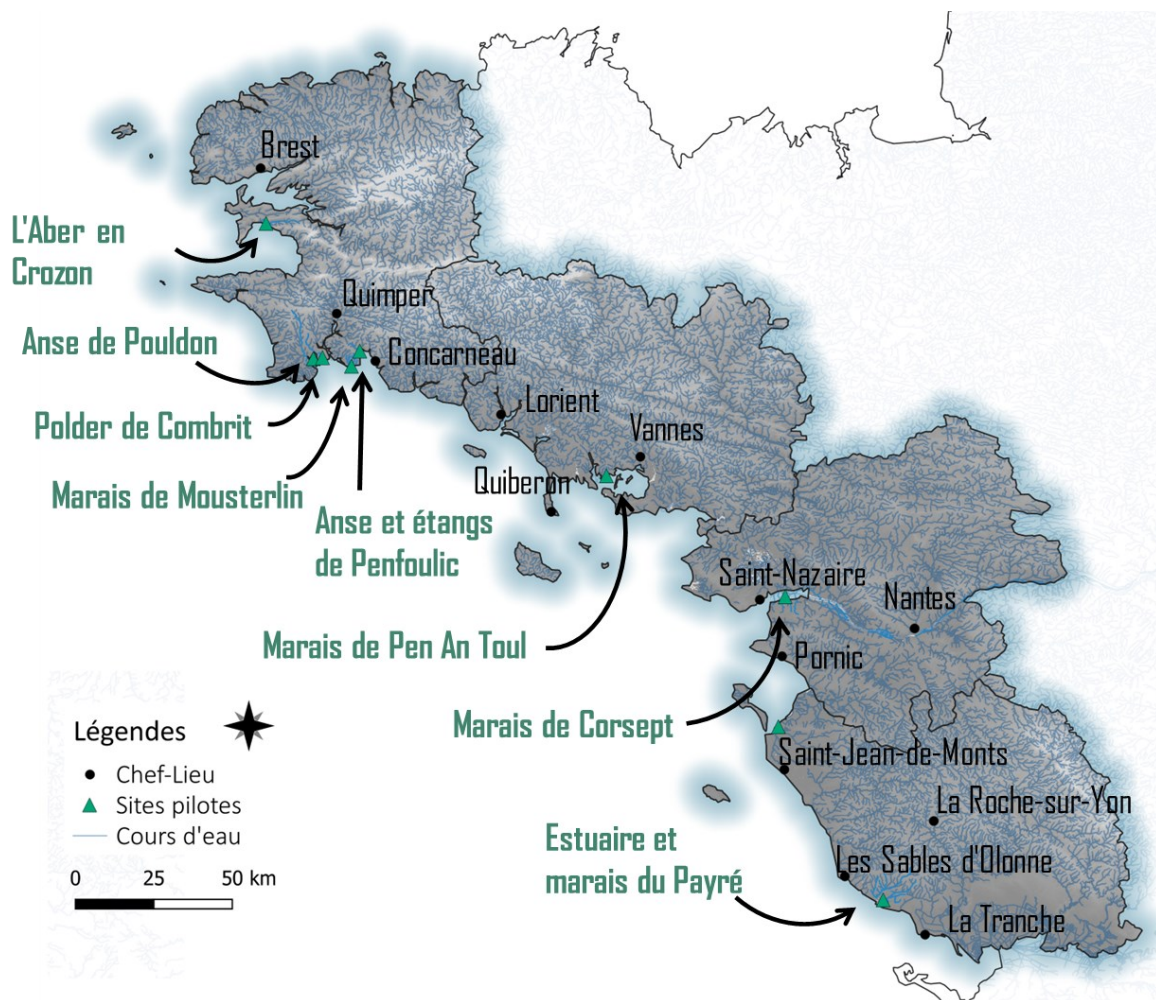 Brest
L'Aber en
Crozon
Quimper
Anse de Pouldon
Concarneau
Polder de Combrit
Lorient
Vannes
Marais de Mousterlin
Quiberon
Anse et étangs
de Penfoulic
Saint-Nazaire
Nantes
Marais de Pen An Toul
Pornic
Marais de Corsept
Saint-Jean-de-Monts
La Roche-sur-Yon
Estuaire et
marais du Payré
Les Sables d'Olonne
La Tranche
Légendes
Chef-Lieu
Sites pilotes
Cours d'eau
0 25 50 km